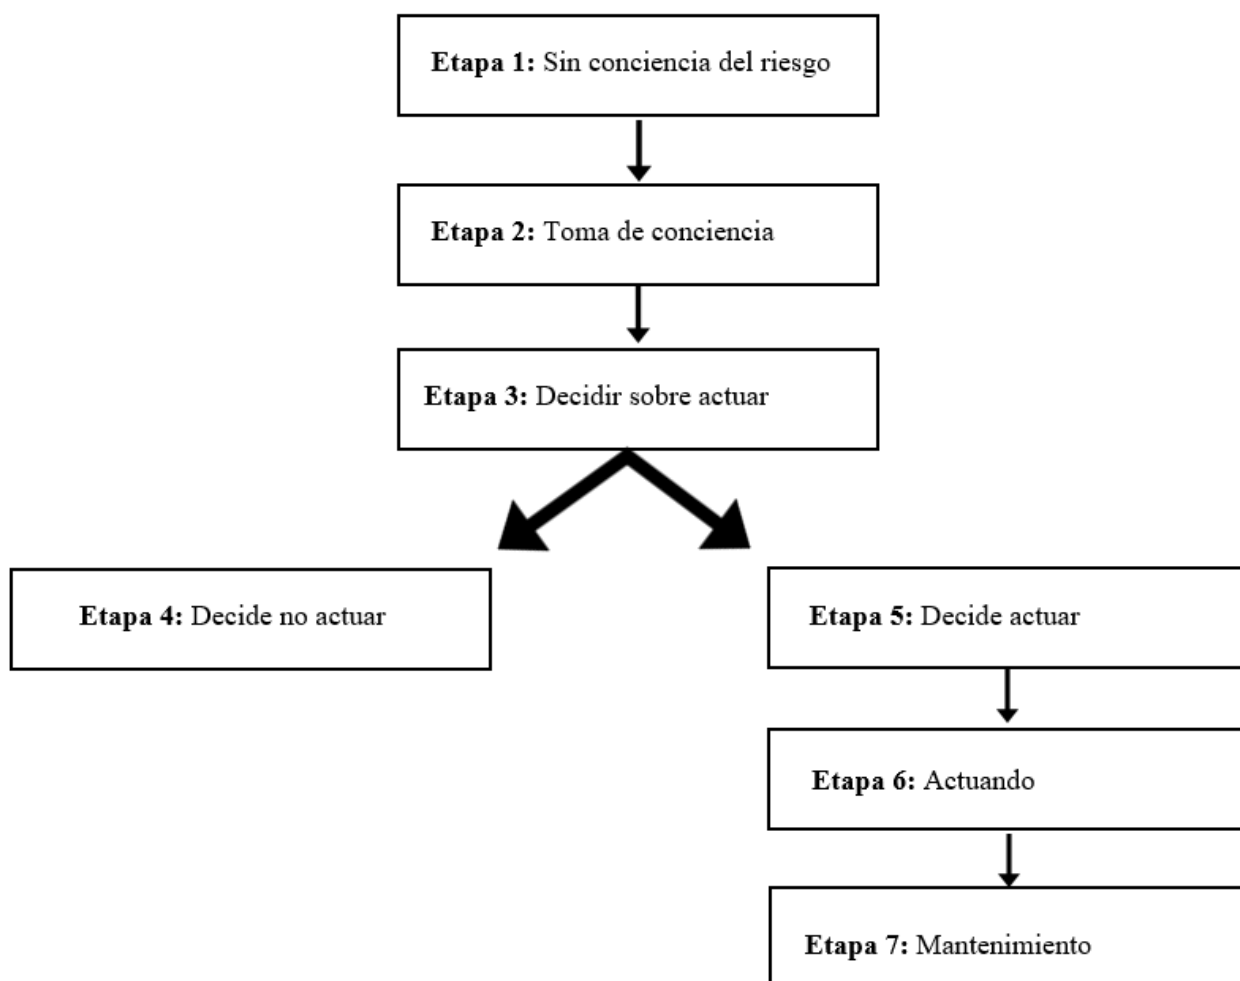 Etapa 1: Sin conciencia del riesgo
Etapa 2: Toma de conciencia
Etapa 3: Decidir sobre actuar
Etapa 4: Decide no actuar
Etapa 5: Decide actuar
Etapa 6: Actuando
Etapa 7: Mantenimiento